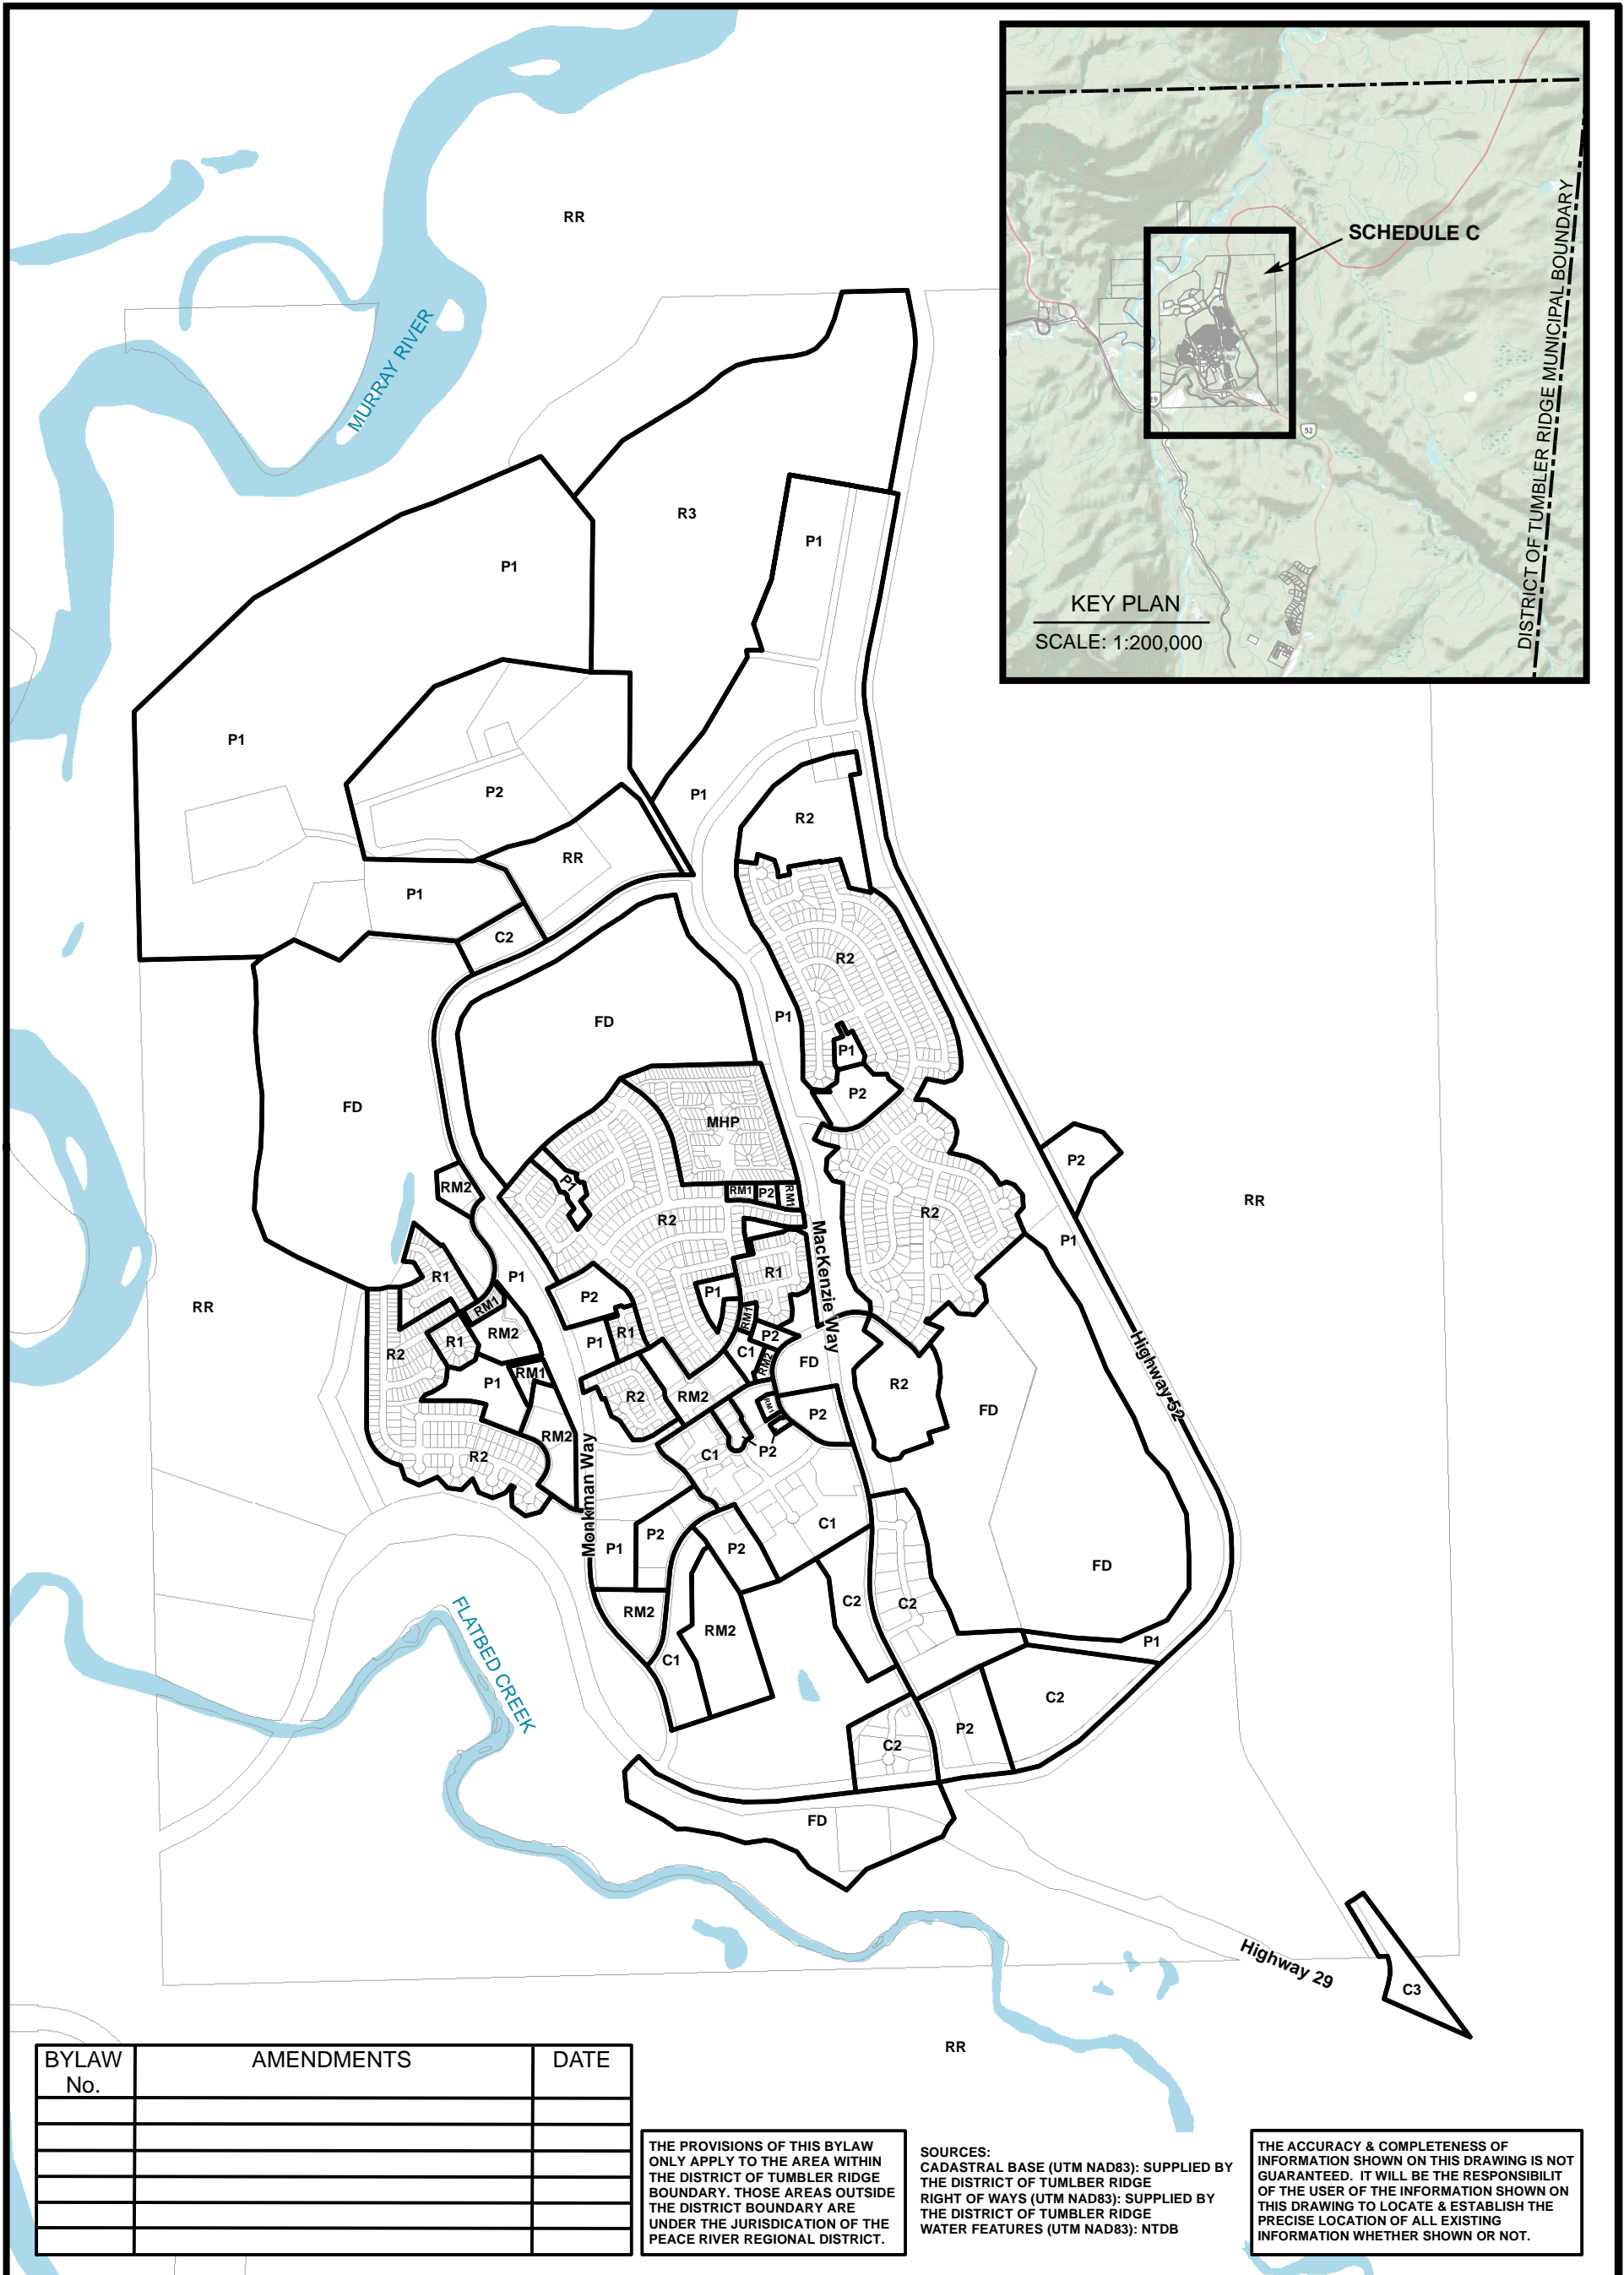 SCHEDULE C
DISTRICT OF TUMBLER RIDGE MUNICIPAL BOUNDARY
52
29
KEY PLAN
SCALE: 1:200,000
RR
MURRAY RIVER
R3
P1
P1
P1
P2
P1
R2
RR
P1
C2
R2
FD
P1
P1
FD
P2
MHP
P2
RM2
P1
RM1
P2
RM1
RR
R2
R2
P1
MacKenzie Way
R1
P1
R1
P2
P1
RR
RM1
RM1
RM2
R1
P1
R1
P2
Highway 52
R2
C1
RM2
FD
P1
RM1
R2
R2
RM2
RM1
P2
FD
RM2
Monkman Way
R2
C1
P2
C1
P1
P2
P2
FD
C2
C2
FLATBED CREEK
RM2
RM2
P1
C1
C2
P2
C2
FD
Highway 29
C3
RR
BYLAW
No.
AMENDMENTS
DATE
THE PROVISIONS OF THIS BYLAW
ONLY APPLY TO THE AREA WITHIN
THE DISTRICT OF TUMBLER RIDGE
BOUNDARY. THOSE AREAS OUTSIDE
THE DISTRICT BOUNDARY ARE
UNDER THE JURISDICATION OF THE
PEACE RIVER REGIONAL DISTRICT.
SOURCES:
CADASTRAL BASE (UTM NAD83): SUPPLIED BY
THE DISTRICT OF TUMLBER RIDGE
RIGHT OF WAYS (UTM NAD83): SUPPLIED BY
THE DISTRICT OF TUMBLER RIDGE
WATER FEATURES (UTM NAD83): NTDB
THE ACCURACY & COMPLETENESS OF
INFORMATION SHOWN ON THIS DRAWING IS NOT
GUARANTEED. IT WILL BE THE RESPONSIBILIT
OF THE USER OF THE INFORMATION SHOWN ON
THIS DRAWING TO LOCATE & ESTABLISH THE
PRECISE LOCATION OF ALL EXISTING
INFORMATION WHETHER SHOWN OR NOT.